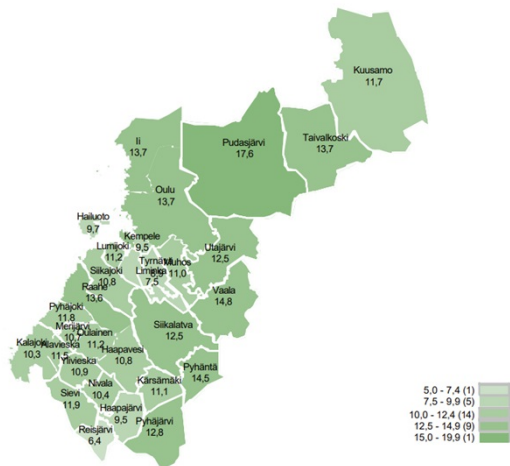 Kuusamo
11,7
Taivalkoski
13,7
Pudasjärvi
17,6
Ii
13,7
Oulu
13,7
Hailuoto
9,7
Kempele
9,5
Lumijoki
11,2
Tyrnävä
Muhos
11,0
Liminka
7,5
Utajärvi
12,5
Siikajoki
10,8
Raahe
13,6
Vaala
14,8
Pyhäjoki
11,8
Merijärvi
10,7
Oulainen
11,2
Siikalatva
12,5
Kalajoki
10,3
Alavieska
11,5
Haapavesi
10,8
Ylivieska
10,9
Pyhäntä
14,5
Nivala
10,4
Kärsämäki
11,1
Sievi
11,9
Haapajärvi
9,5
Reisjärvi
6,4
Pyhäjärvi
12,8
5,0 - 7,4 (1)
7,5 - 9,9 (5)
10,0 - 12,4 (14)
12,5 - 14,9 (9)
15,0 - 19,9 (1)